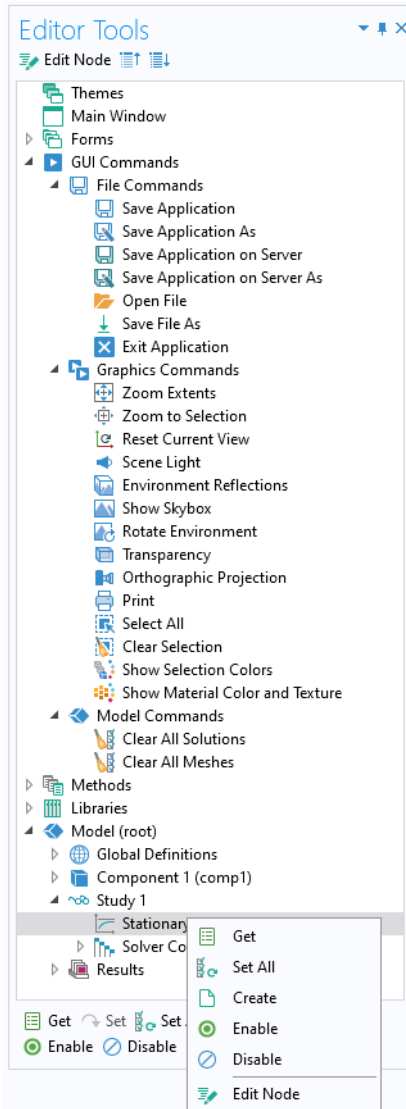 Editor Tools
Edit Node
Themes
Main Window
Forms
GUI Commands
File Commands
Save Application
Save Application As
Save Application on Server
Save Application on Server As
Open File
Save File As
Exit Application
Graphics Commands
Zoom Extents
Zoom to Selection
Reset Current View
Scene Light
Environment Reflections
Show Skybox
Rotate Environment
Transparency
Orthographic Projection
Print
Select All
Clear Selection
Show Selection Colors
Show Material Color and Texture
Model Commands
Clear All Solutions
Clear All Meshes
Methods
Libraries
Model (root)
Global Definitions
Component 1 (comp1)
Study 1
Stationary
Get
Solver Co
Set All
Results
Create
Get Set Set
Enable
Enable Disable
Disable
Edit Node